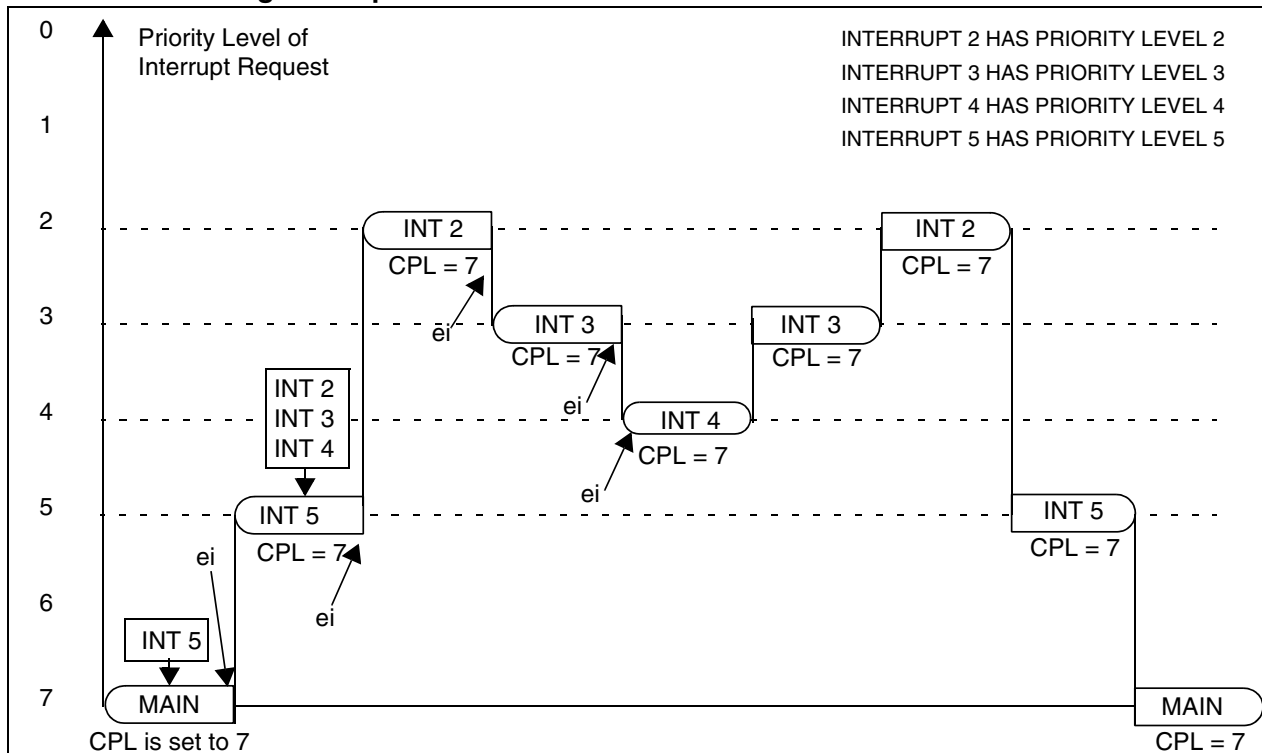 0
Priority Level of
Interrupt Request
INTERRUPT 2 HAS PRIORITY LEVEL 2
INTERRUPT 3 HAS PRIORITY LEVEL 3
INTERRUPT 4 HAS PRIORITY LEVEL 4
INTERRUPT 5 HAS PRIORITY LEVEL 5
1
2
INT 2
CPL = 7
INT 2
CPL = 7
ei
3
INT 3
CPL = 7
INT 3
CPL = 7
INT 2
INT 3
INT 4
ei
4
INT 4
CPL = 7
ei
5
INT 5
CPL = 7
INT 5
CPL = 7
ei
ei
6
INT 5
7
MAIN
CPL is set to 7
MAIN
CPL = 7